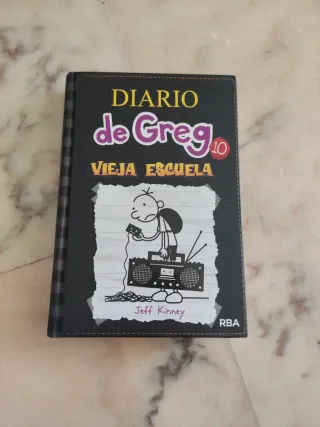 DIARIO
de Greg 10
VIEJA ESCUELA
Jeff Kinney
RBA